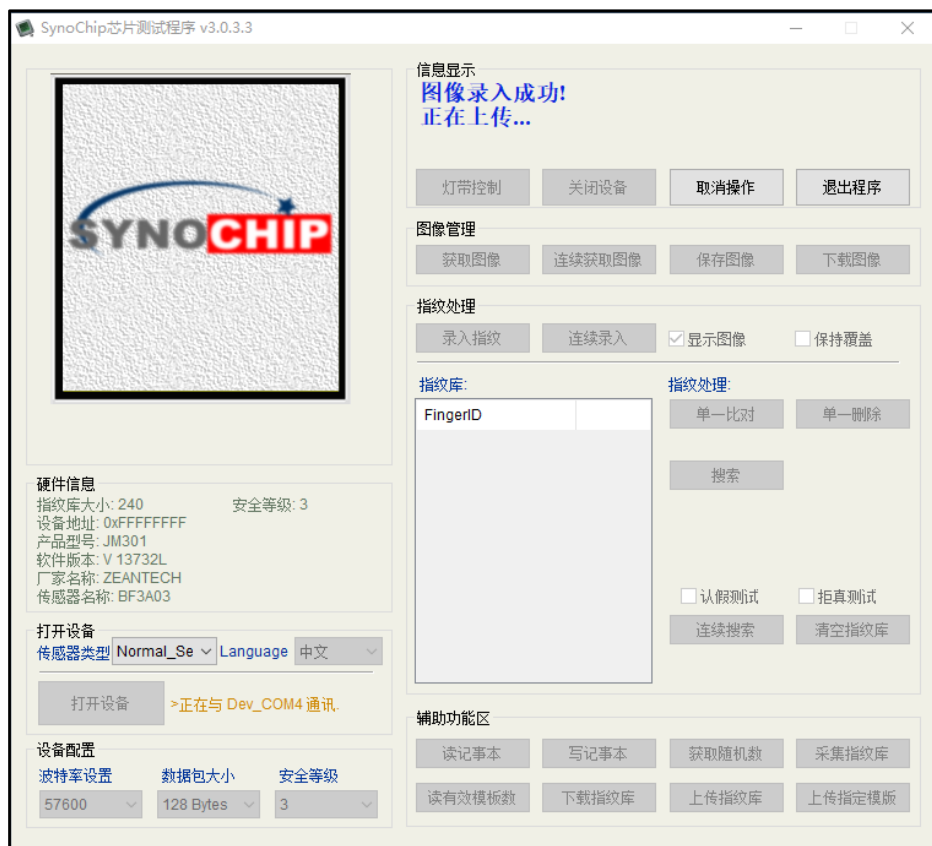 SynoChip芯片测试程序 v3.0.3.3
SYNOCHIP
硬件信息
指纹库大小: 240 安全等级: 3
设备地址: 0xFFFFFFFF
产品型号: JM301
软件版本: V 13732L
厂家名称: ZEANTECH
传感器名称: BF3A03
打开设备
传感器类型 Normal_Se Language 中文
打开设备 >正在与 Dev_COM4 通讯.
设备配置
波特率设置 数据包大小 安全等级
57600 128 Bytes 3
信息显示
图像录入成功!
正在上传...
灯带控制 关闭设备 取消操作 退出程序
图像管理
获取图像 连续获取图像 保存图像 下载图像
指纹处理
录入指纹 连续录入 显示图像 保持覆盖
指纹库: 指纹处理:
FingerID 单一比对 单一删除
搜索
认假测试 拒真测试
连续搜索 清空指纹库
辅助功能区
读记事本 写记事本 获取随机数 采集指纹库
读有效模板数 下载指纹库 上传指纹库 上传指定模版